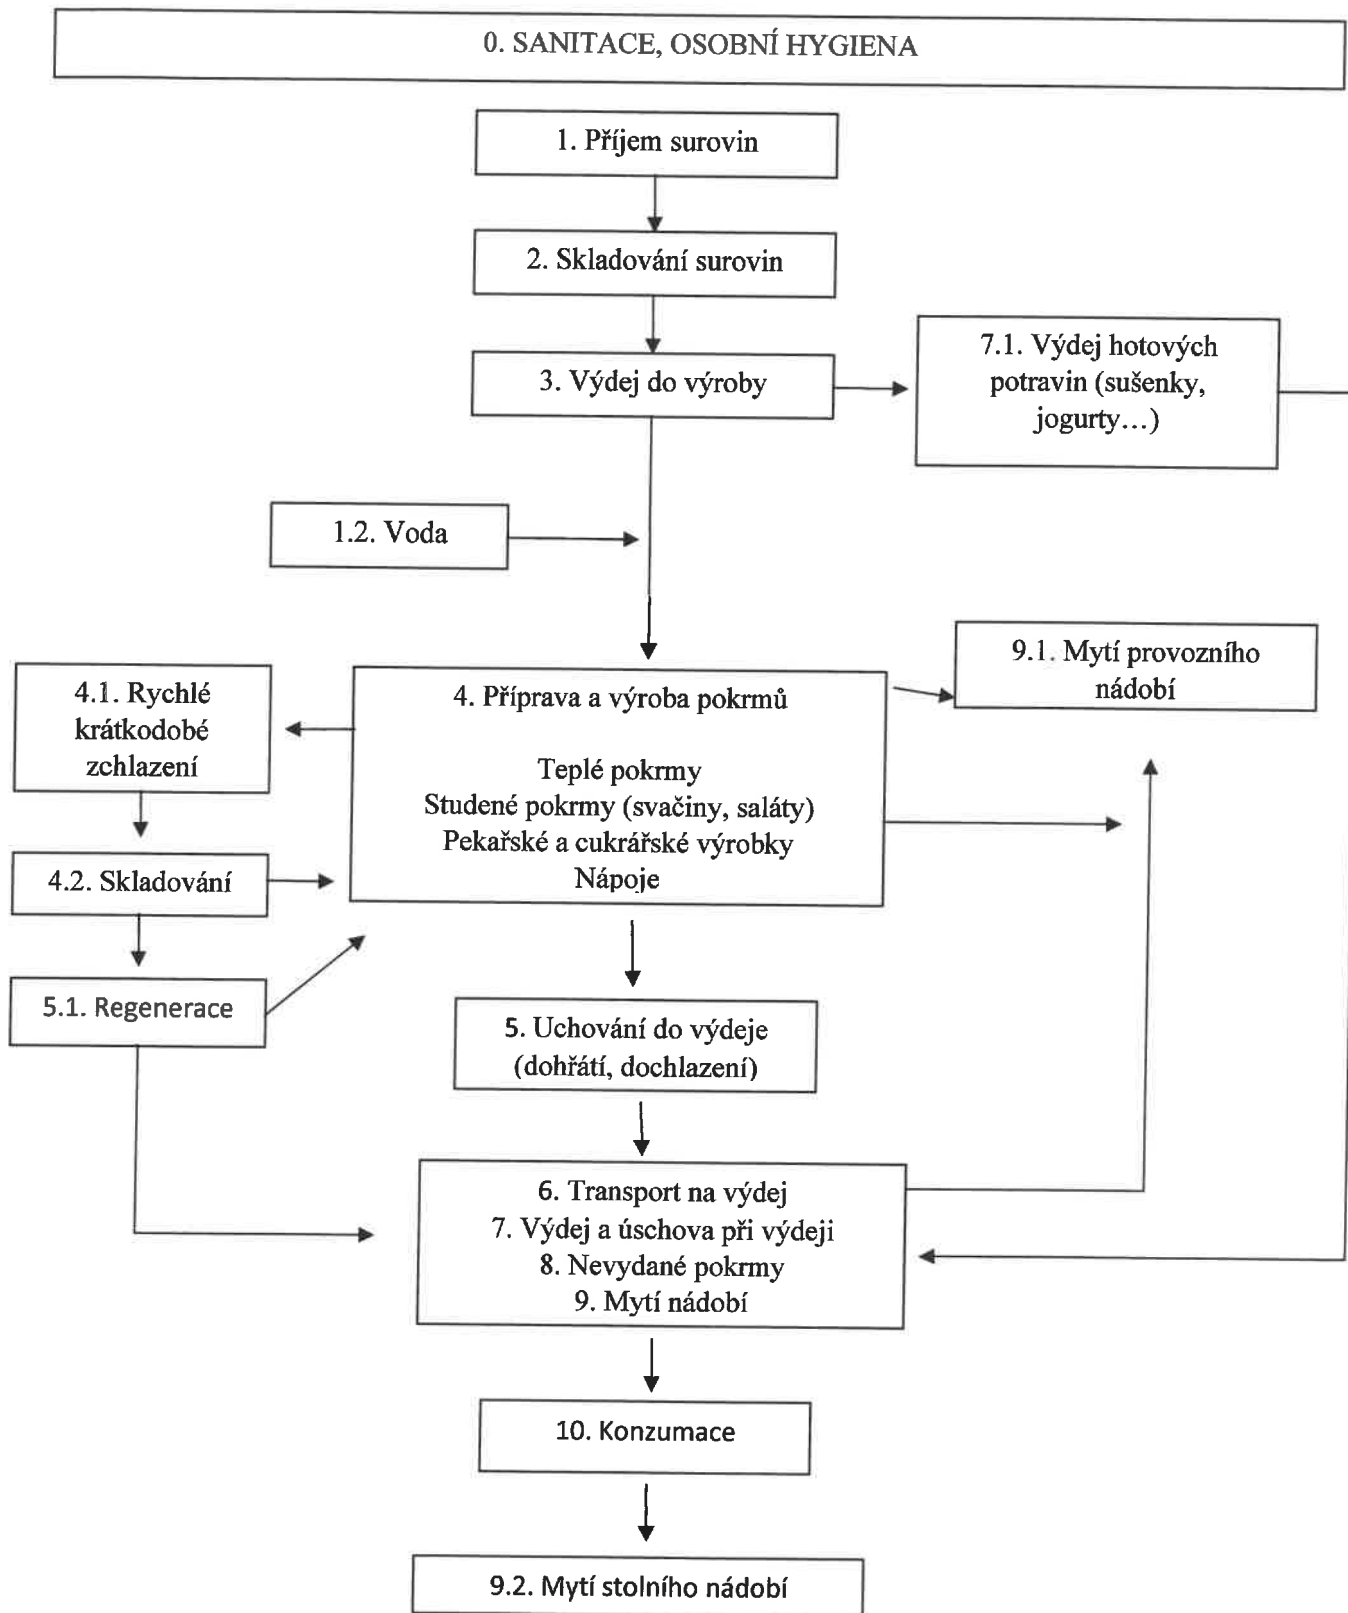 0. SANITACE, OSOBNÍ HYGIENA
1. Příjem surovin
2. Skladování surovin
3. Výdej do výroby
7.1. Výdej hotových
potravin (sušenky,
jogurty…)
1.2. Voda
9.1. Mytí provozního
nádobí
4.1. Rychlé
krátkodobé
zchlazení
4. Příprava a výroba pokrmů
Teplé pokrmy
Studené pokrmy (svačiny, saláty)
Pekařské a cukrářské výrobky
Nápoje
4.2. Skladování
5.1. Regenerace
5. Uchování do výdeje
(dohřátí, dochlazení)
6. Transport na výdej
7. Výdej a úschova při výdeji
8. Nevydané pokrmy
9. Mytí nádobí
10. Konzumace
9.2. Mytí stolního nádobí